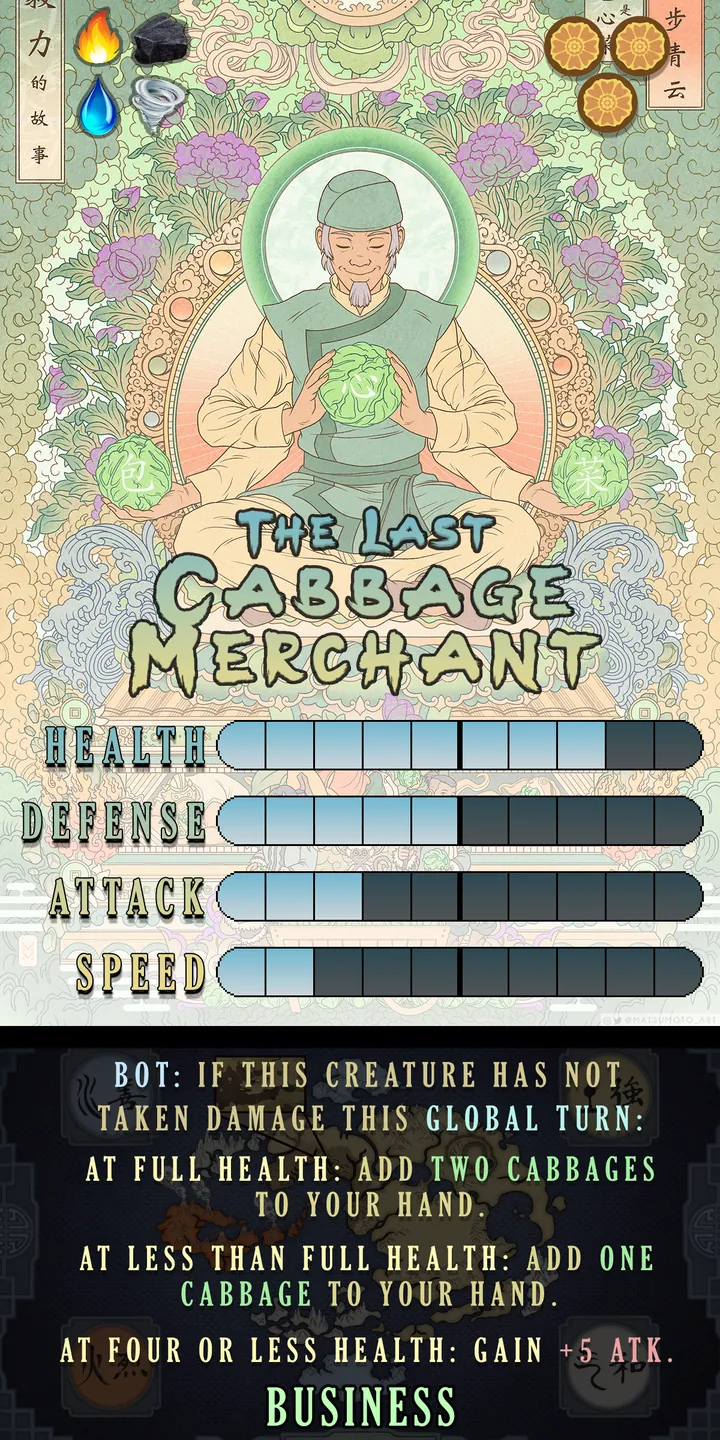 力
的
故
事
心
是
步
青
云
心
包
菜
THE LAST
CABBAGE
MERCHANT
HEALTH
DEFENSE
ATTACK
SPEED
BOT: IF THIS CREATURE HAS NOT
TAKEN DAMAGE THIS GLOBAL TURN:
AT FULL HEALTH: ADD TWO CABBAGES
TO YOUR HAND.
AT LESS THAN FULL HEALTH: ADD ONE
CABBAGE TO YOUR HAND.
AT FOUR OR LESS HEALTH: GAIN +5 ATK.
BUSINESS